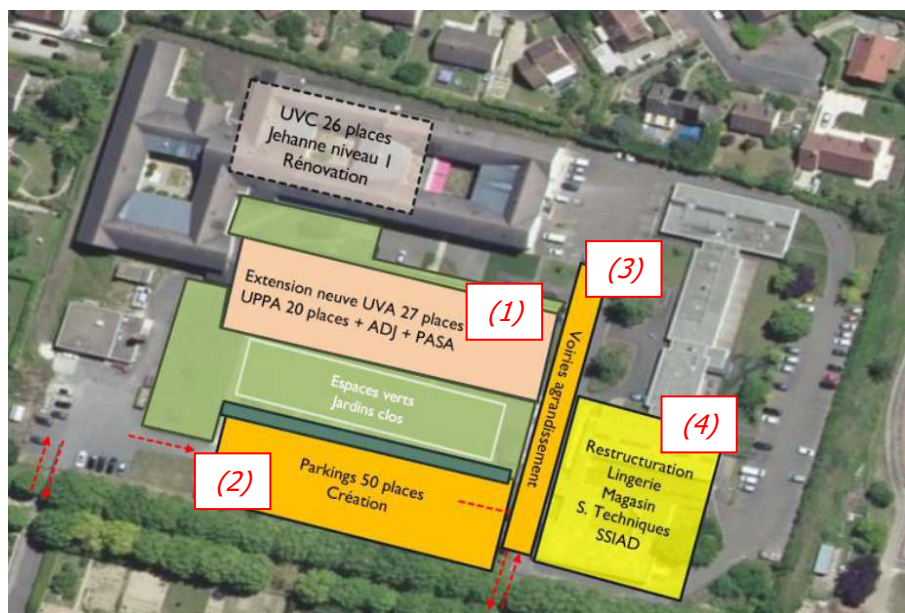 UVC 26 places
Jehanne niveau 1
Rénovation
(3)
Extension neuve UVA 27 places
UPPA 20 places + ADJ + PASA
(1)
Voiries agrandissement
Espaces verts
Jardins clos
(4)
Restructuration
Lingerie
Magasin
S. Techniques
SSIAD
(2)
Parkings 50 places
Création